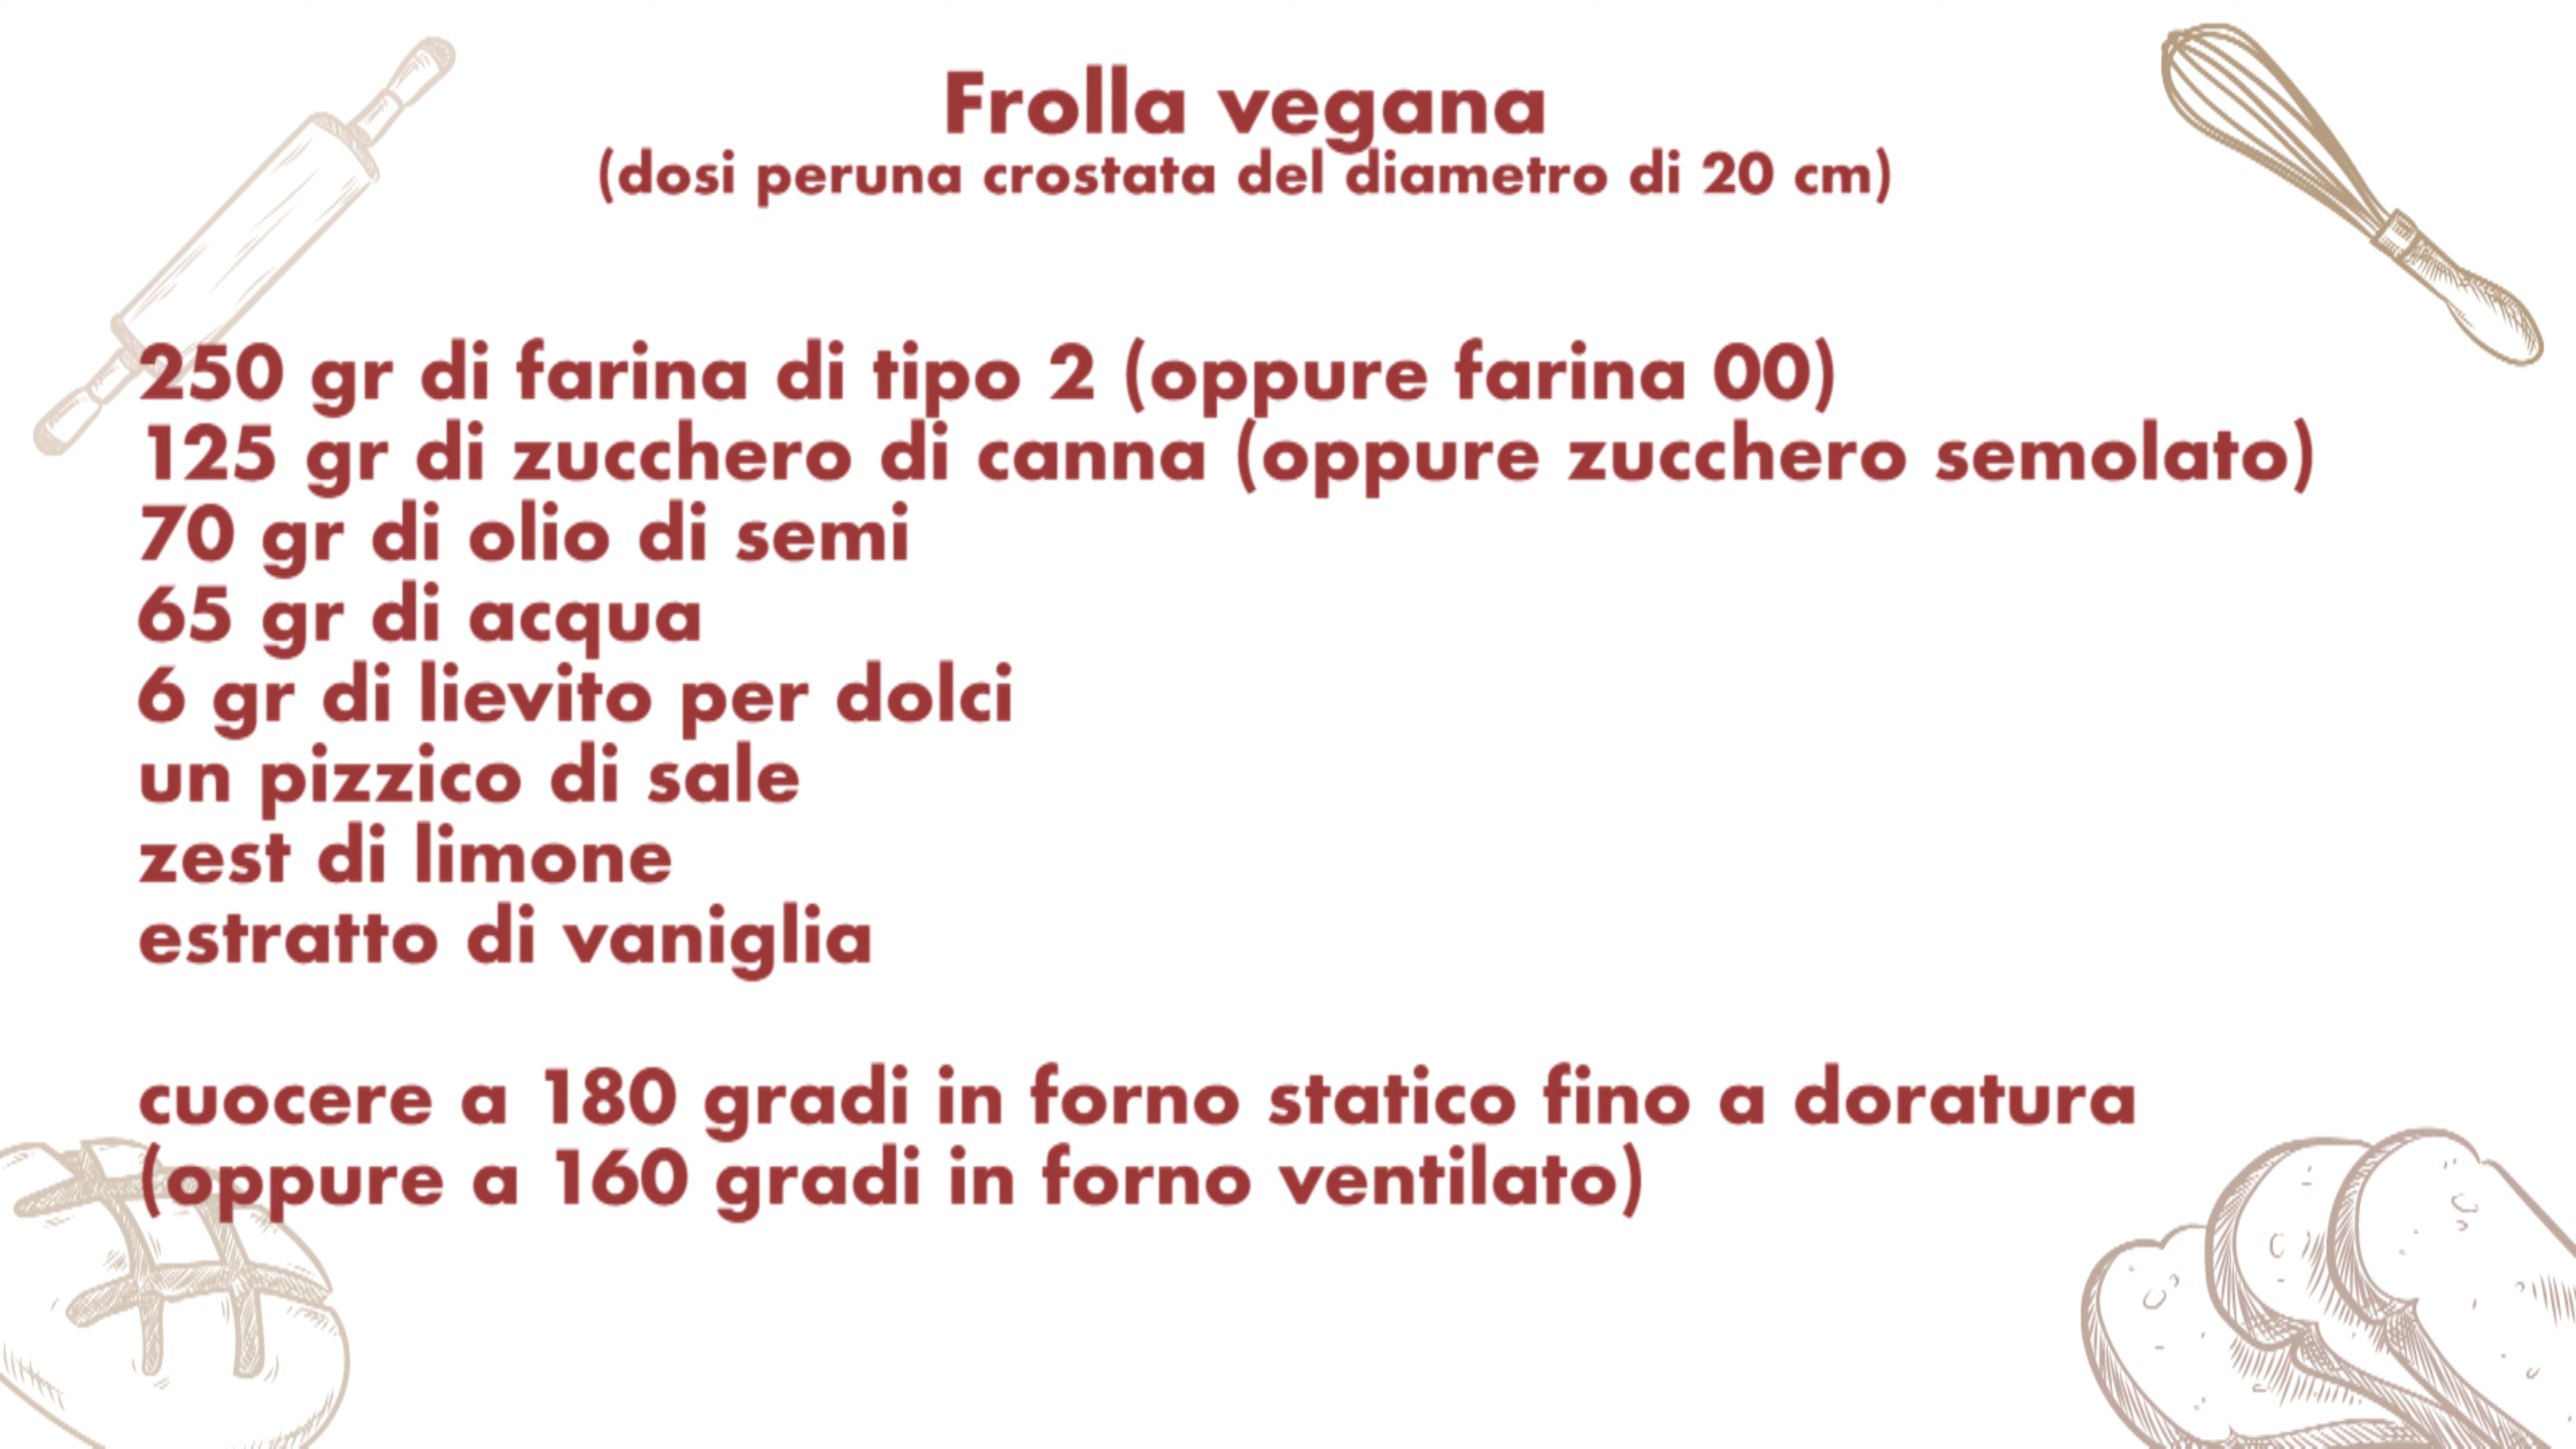 Frolla vegana
(dosi peruna crostata del diametro di 20 cm)
250 gr di farina di tipo 2 (oppure farina 00)
125 gr di zucchero di canna (oppure zucchero semolato)
70 gr di olio di semi
65 gr di acqua
6 gr di lievito per dolci
un pizzico di sale
zest di limone
estratto di vaniglia
cuocere a 180 gradi in forno statico fino a doratura
(oppure a 160 gradi in forno ventilato)